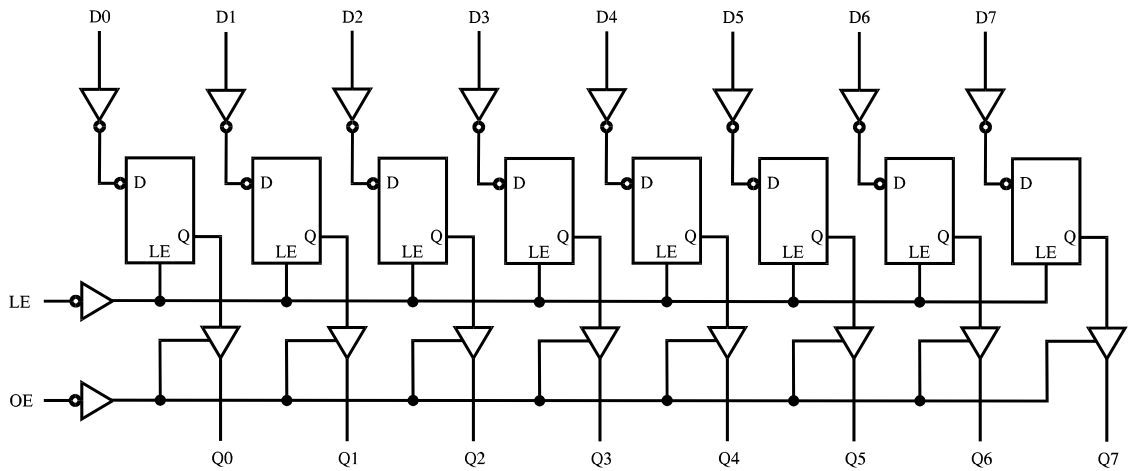 D0 D1 D2 D3 D4 D5 D6 D7
D D D D D D D D
Q Q Q Q Q Q Q Q
LE LE LE LE LE LE LE LE
LE
OE
Q0 Q1 Q2 Q3 Q4 Q5 Q6 Q7